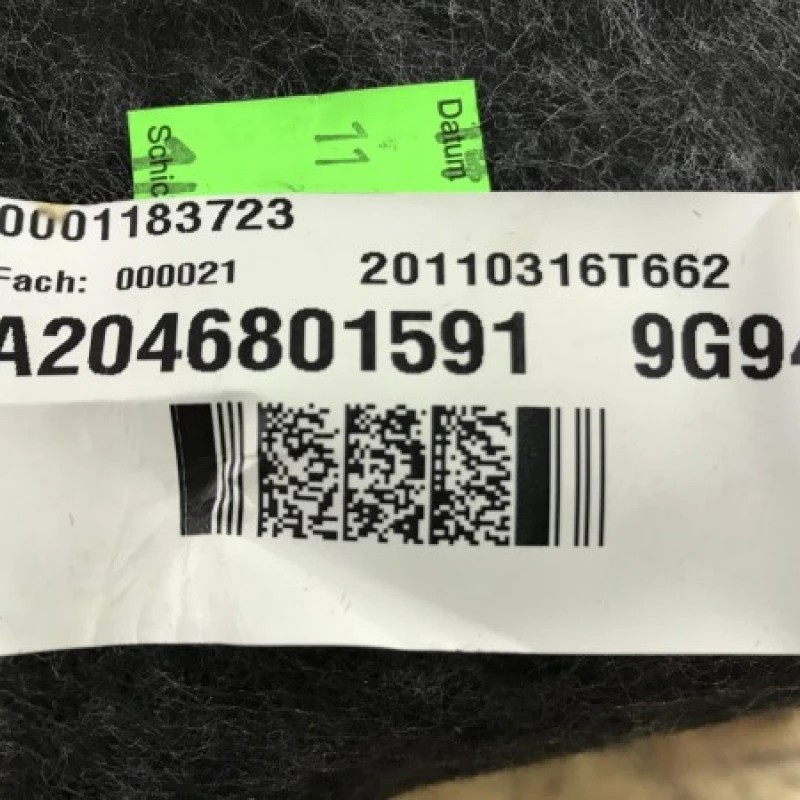 Schic
11
Datum
0001183723
Fach: 000021 20110316T662
A2046801591 9G94